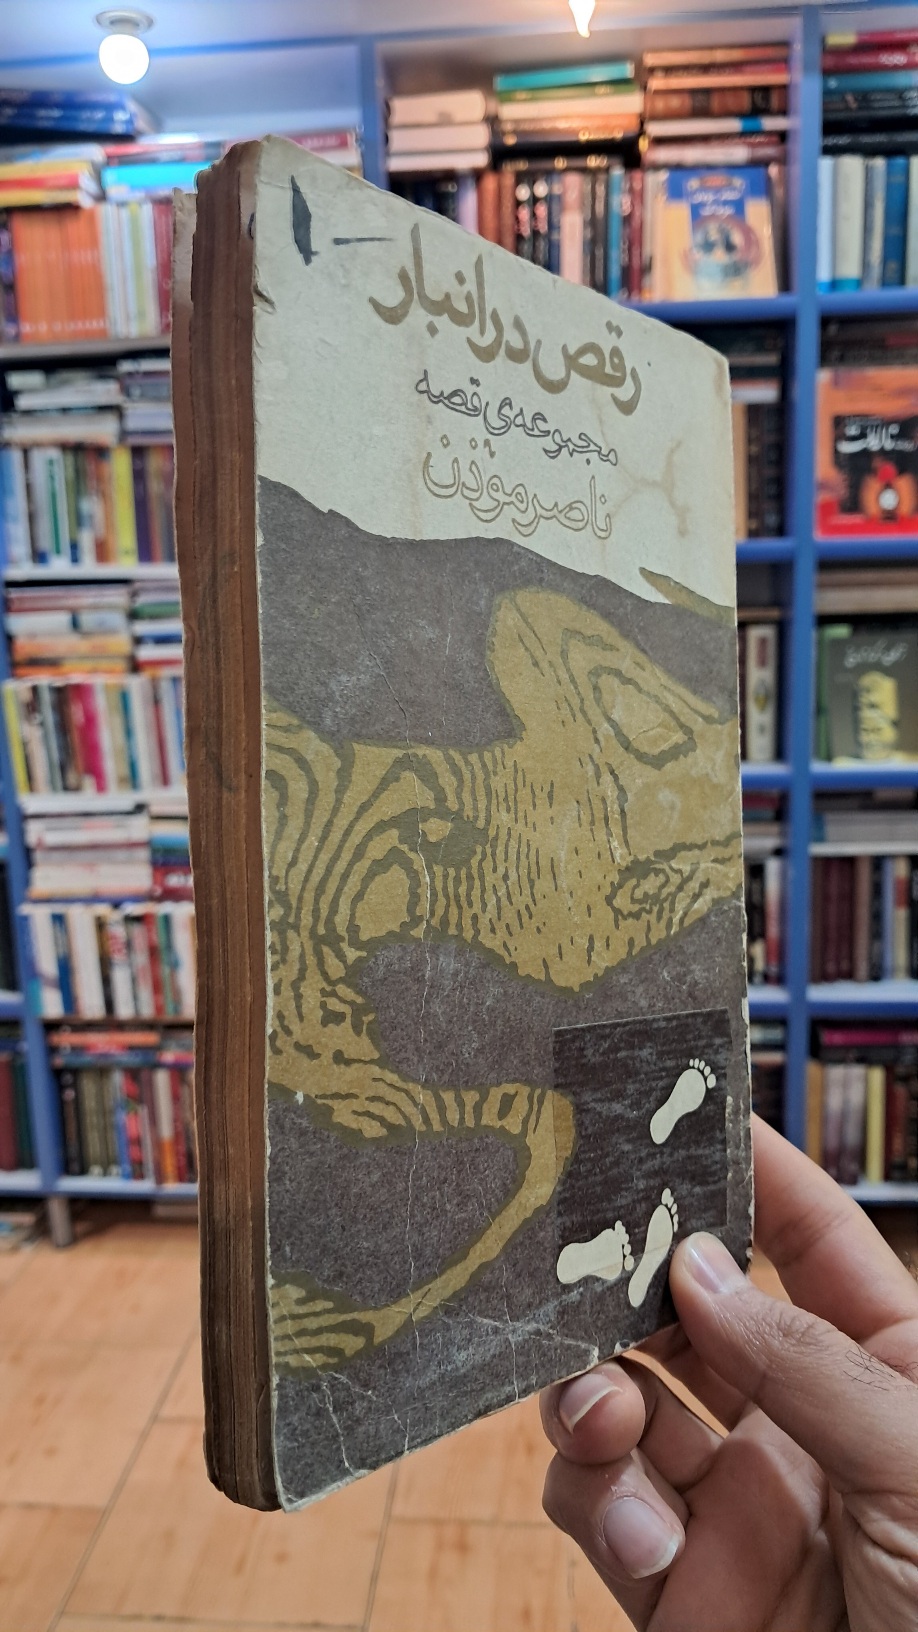 رقص در انبار
مجموعه‌ی قصه
ناصر موذن